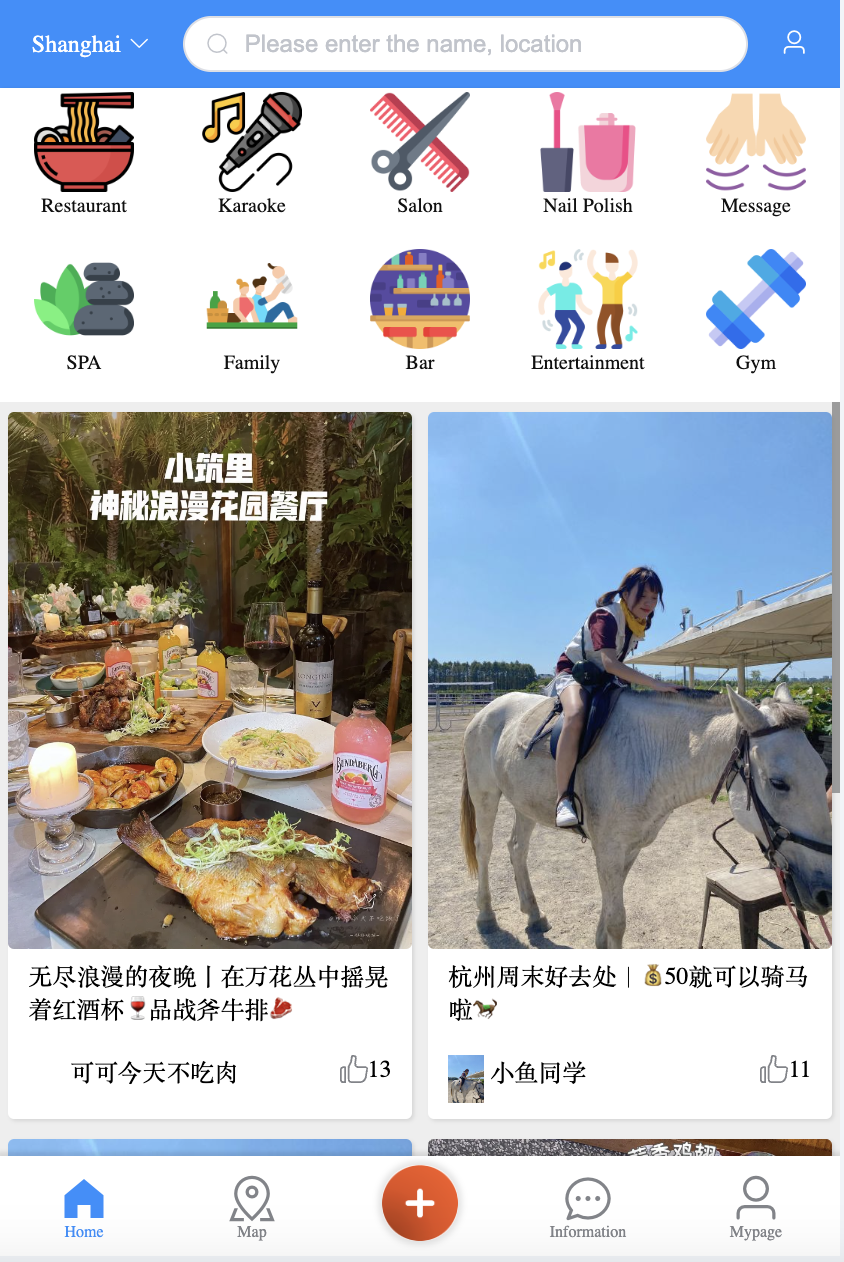 Shanghai
Please enter the name, location
Restaurant
Karaoke
Salon
Nail Polish
Message
SPA
Family
Bar
Entertainment
Gym
小筑里
神秘浪漫花园餐厅
BUNDABERG
无尽浪漫的夜晚丨在万花丛中摇晃
着红酒杯🍷品战斧牛排🥩
可可今天不吃肉
13
杭州周末好去处｜💰50就可以骑马
啦🐎
小鱼同学
11
Home
Map
Information
Mypage